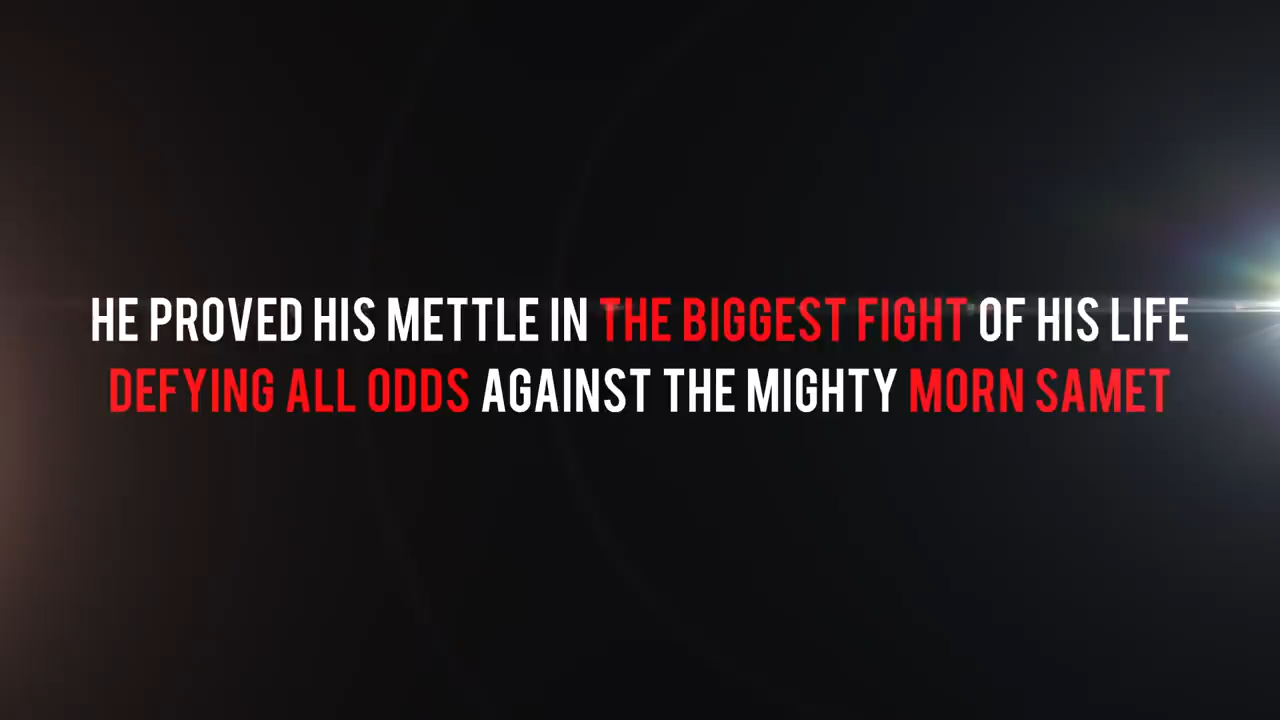 HE PROVED HIS METTLE IN THE BIGGEST FIGHT OF HIS LIFE
DEFYING ALL ODDS AGAINST THE MIGHTY MORN SAMET